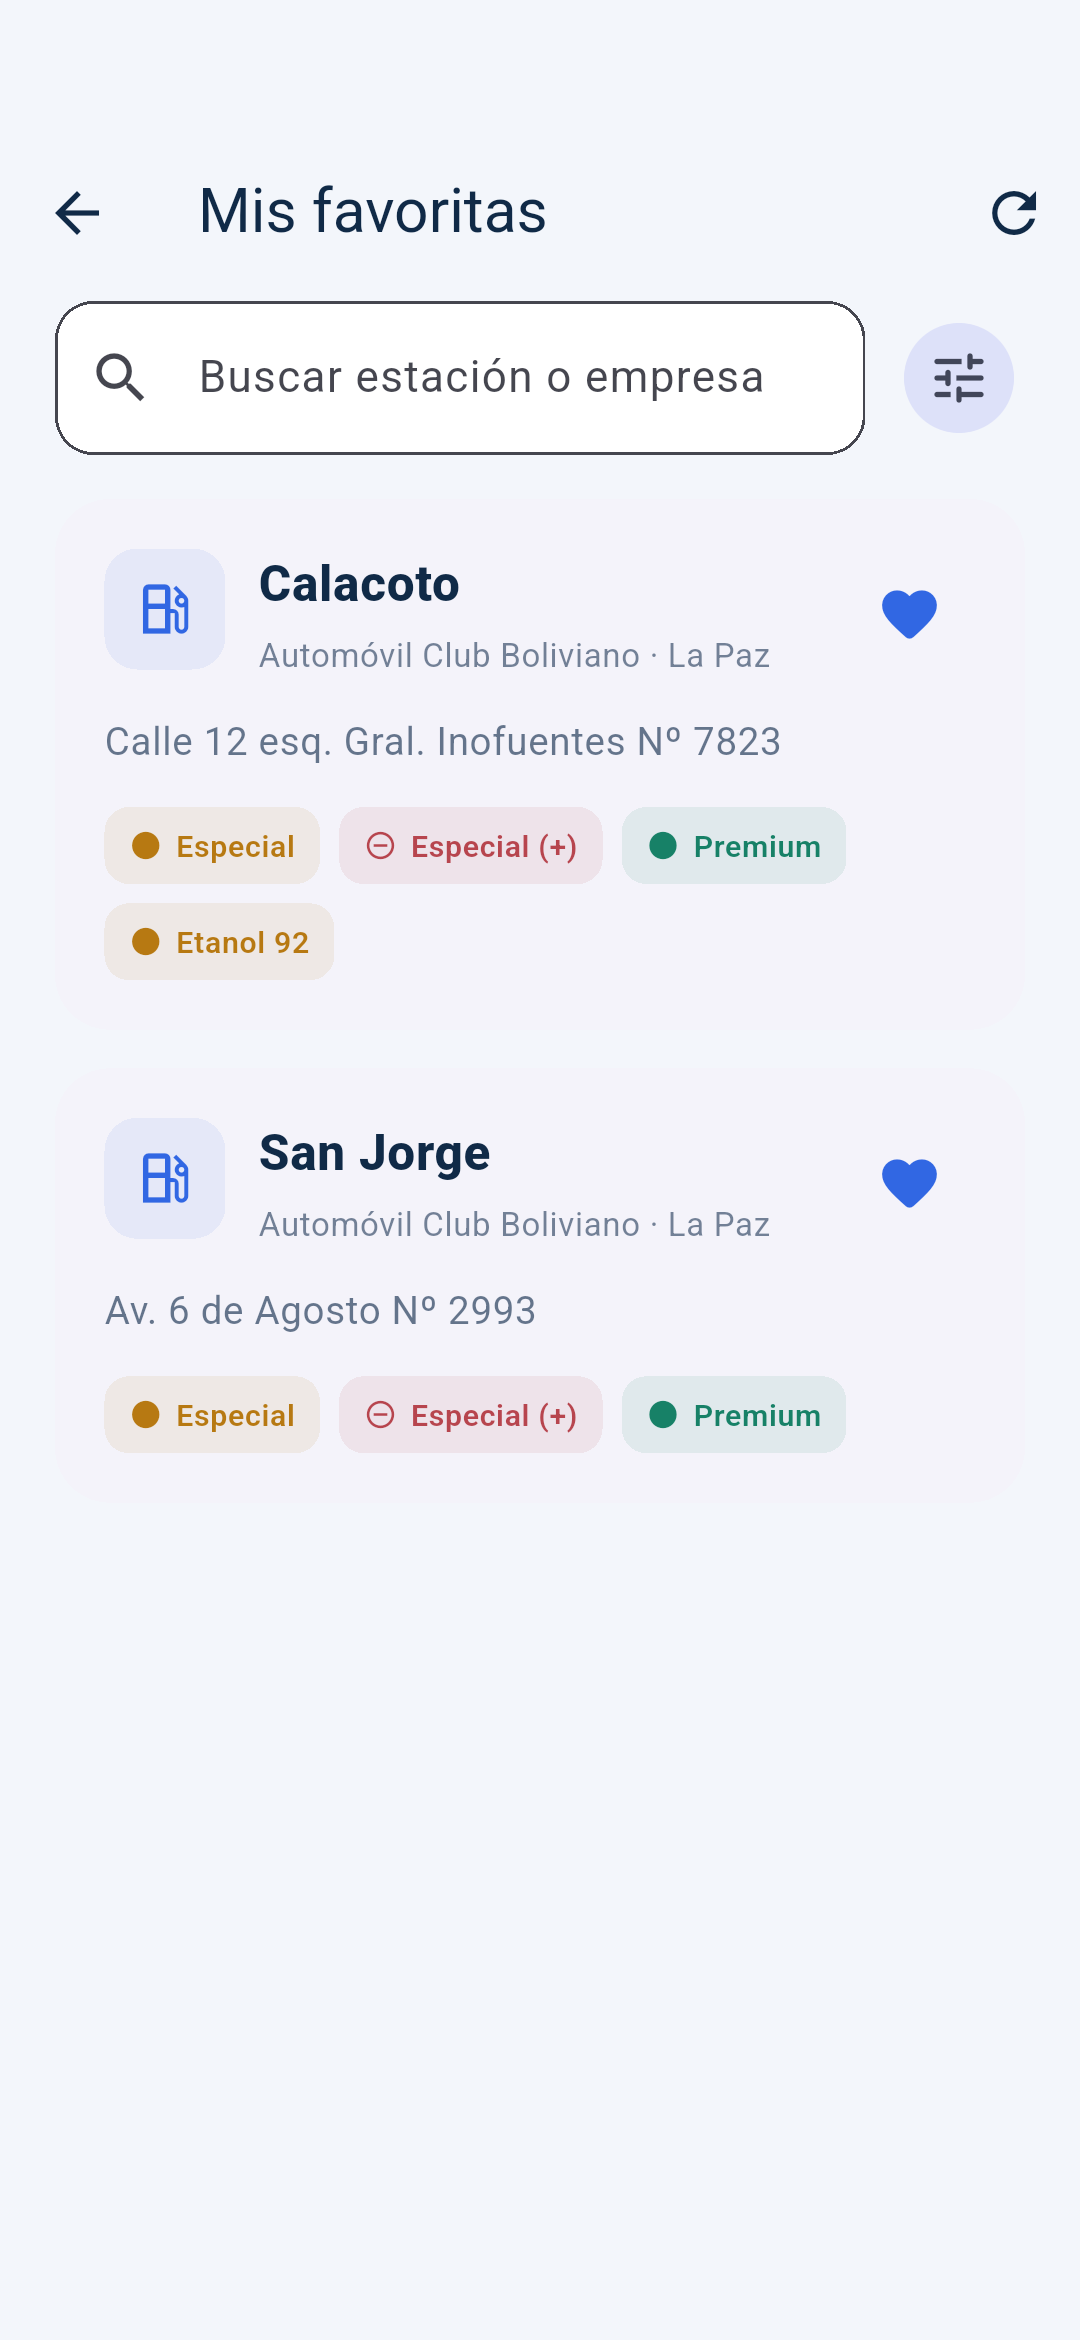 Mis favoritas
Buscar estación o empresa
Calacoto
Automóvil Club Boliviano · La Paz
Calle 12 esq. Gral. Inofuentes Nº 7823
Especial
Especial (+)
Premium
Etanol 92
San Jorge
Automóvil Club Boliviano · La Paz
Av. 6 de Agosto Nº 2993
Especial
Especial (+)
Premium